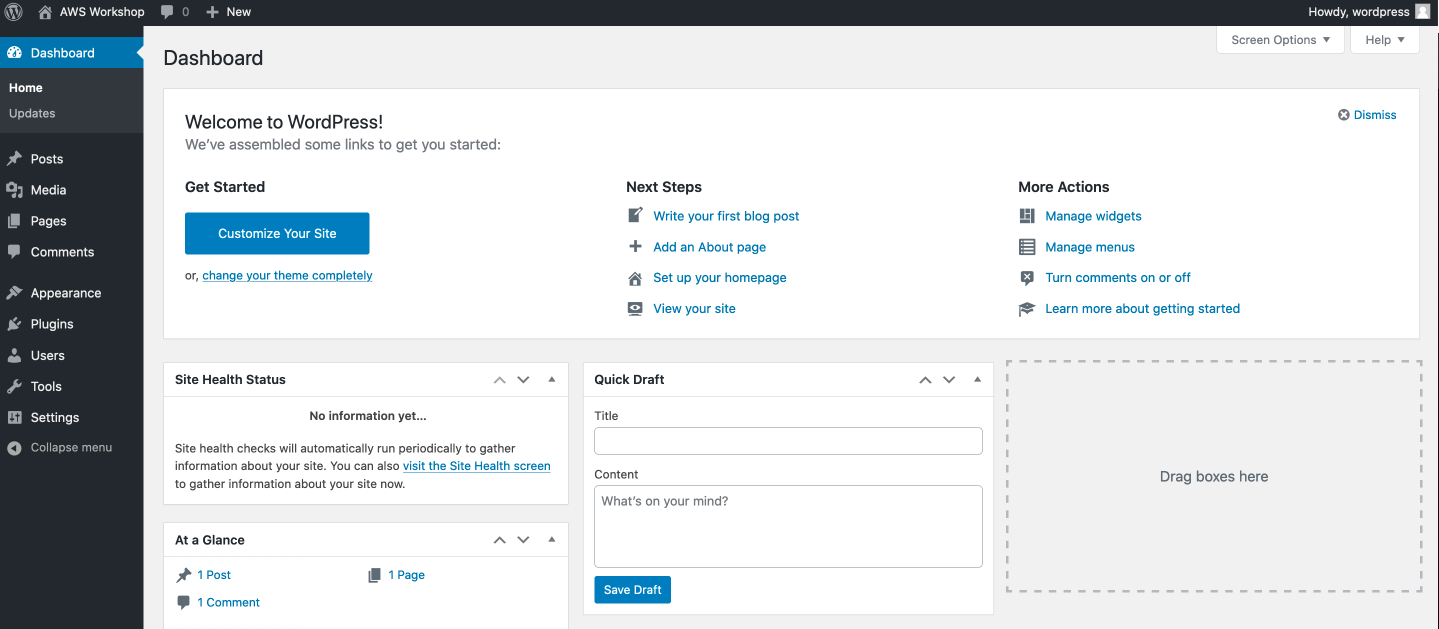 AWS Workshop
0
New
Howdy, wordpress
Dashboard
Home
Updates
Posts
Media
Pages
Comments
Appearance
Plugins
Users
Tools
Settings
Collapse menu
Dashboard
Screen Options
Help
Welcome to WordPress!
We've assembled some links to get you started:
Dismiss
Get Started
Customize Your Site
or, change your theme completely
Next Steps
Write your first blog post
Add an About page
Set up your homepage
View your site
More Actions
Manage widgets
Manage menus
Turn comments on or off
Learn more about getting started
Site Health Status
No information yet...
Site health checks will automatically run periodically to gather
information about your site. You can also visit the Site Health screen
to gather information about your site now.
At a Glance
1 Post
1 Page
1 Comment
Quick Draft
Title
Content
What's on your mind?
Save Draft
Drag boxes here